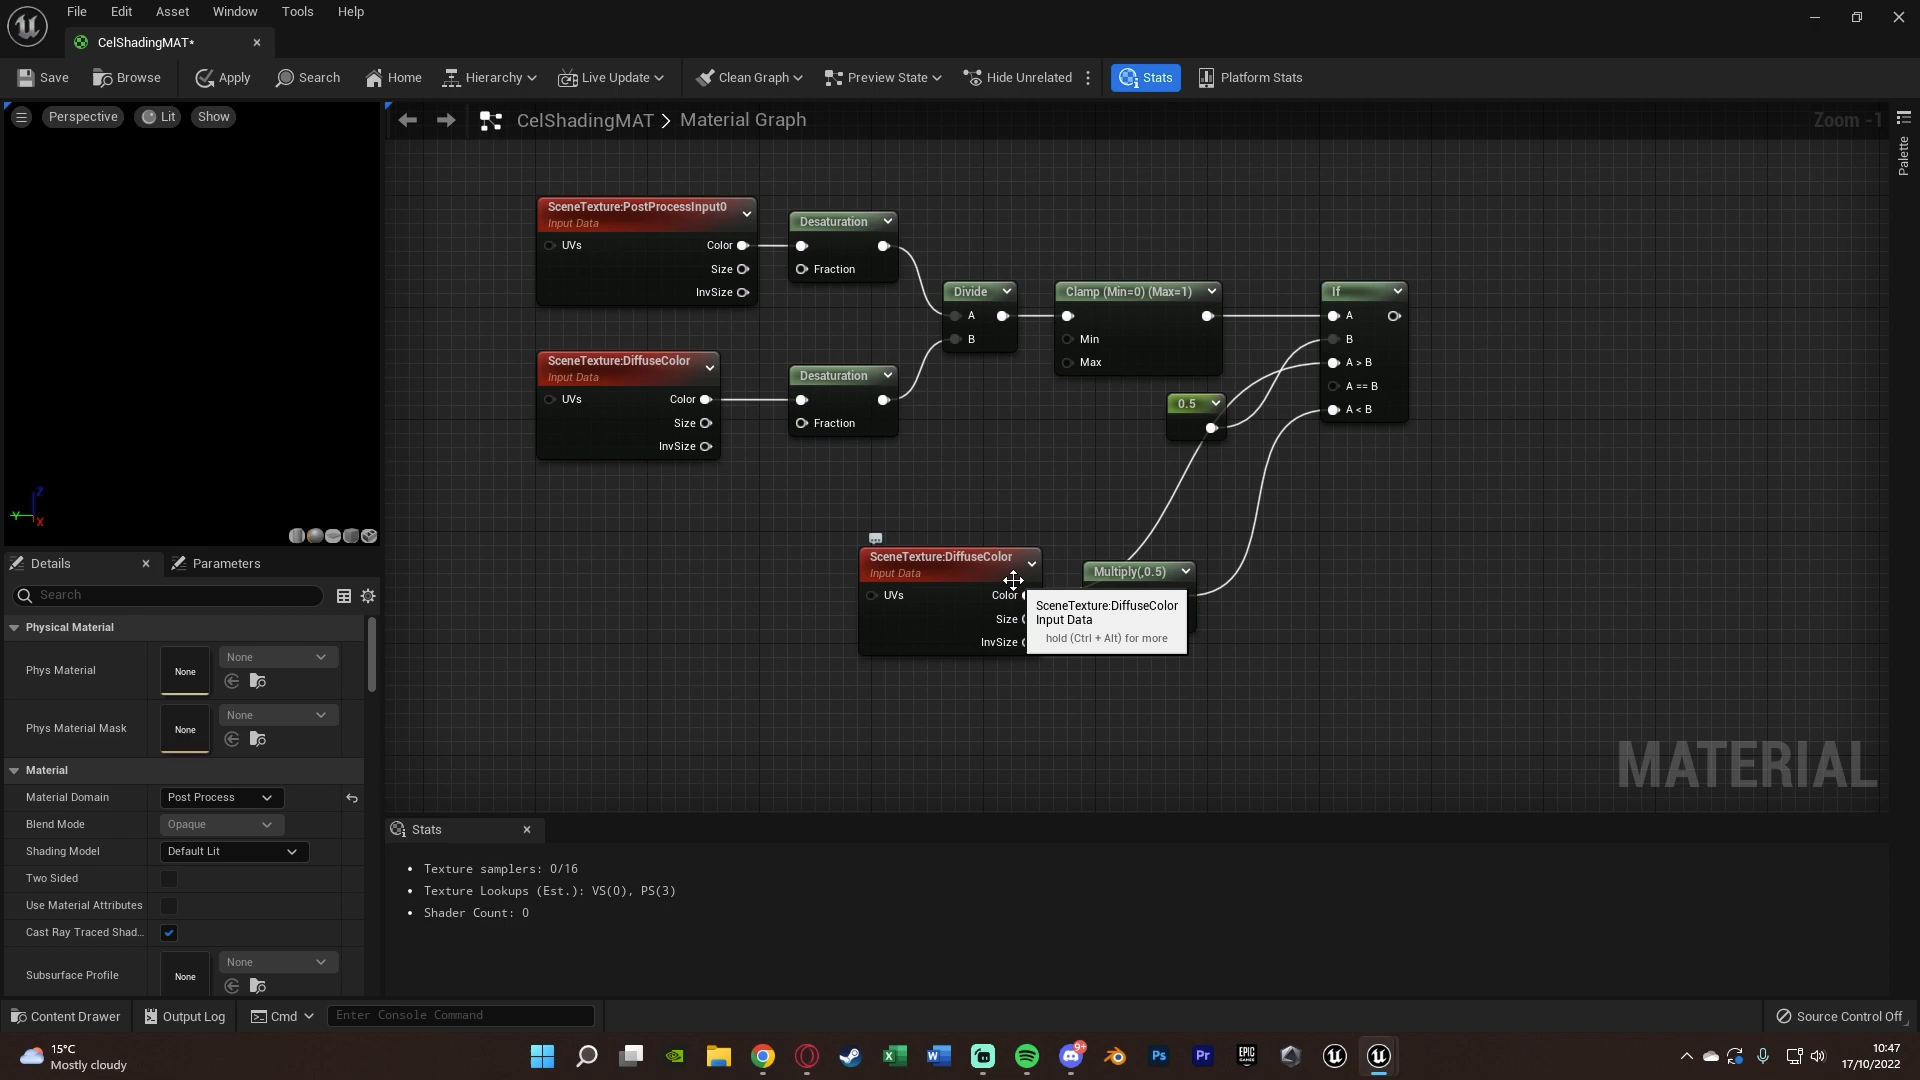 File Edit Asset Window Tools Help
CelShadingMAT*
Save Browse Apply Search Home Hierarchy Live Update Clean Graph Preview State Hide Unrelated Stats Platform Stats
Perspective Lit Show
CelShadingMAT > Material Graph
Zoom -1
Palette
SceneTexture:PostProcessInput0
Input Data
UVs Color
Size
InvSize
Desaturation
Fraction
SceneTexture:DiffuseColor
Input Data
UVs Color
Size
InvSize
Desaturation
Fraction
Divide
A
B
Clamp (Min=0) (Max=1)
Min
Max
0.5
If
A
B
A > B
A == B
A < B
SceneTexture:DiffuseColor
Input Data
UVs Color
Size
InvSize
Multiply(,0.5)
SceneTexture:DiffuseColor
Input Data
hold (Ctrl + Alt) for more
MATERIAL
Z
Y
X
Details Parameters
Search
Physical Material
Phys Material None None
Phys Material Mask None None
Material
Material Domain Post Process
Blend Mode Opaque
Shading Model Default Lit
Two Sided
Use Material Attributes
Cast Ray Traced Shad...
Subsurface Profile None None
Stats
• Texture samplers: 0/16
• Texture Lookups (Est.): VS(0), PS(3)
• Shader Count: 0
Content Drawer Output Log Cmd Enter Console Command Source Control Off
15°C
Mostly cloudy
9+
Ps
Pr
EPIC
GAMES
10:47
17/10/2022